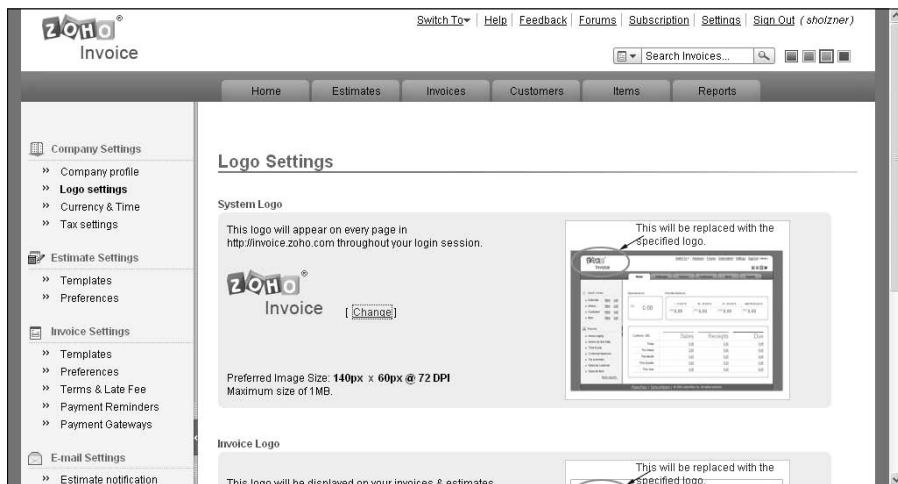 ZOHO®
Invoice
Switch To Help Feedback Forums Subscription Settings Sign Out (sholzner)
Search Invoices...
Home Estimates Invoices Customers Items Reports
Company Settings
» Company profile
» Logo settings
» Currency & Time
» Tax settings
Estimate Settings
» Templates
» Preferences
Invoice Settings
» Templates
» Preferences
» Terms & Late Fee
» Payment Reminders
» Payment Gateways
E-mail Settings
» Estimate notification
Logo Settings
System Logo
This logo will appear on every page in
http://invoice.zoho.com throughout your login session.
ZOHO®
Invoice
[ Change ]
Preferred Image Size: 140px x 60px @ 72 DPI
Maximum size of 1MB.
This will be replaced with the
specified logo.
Sales Receipts Due
0.00
Invoice Logo
This logo will be displayed on your invoices & estimates
This will be replaced with the
specified logo.